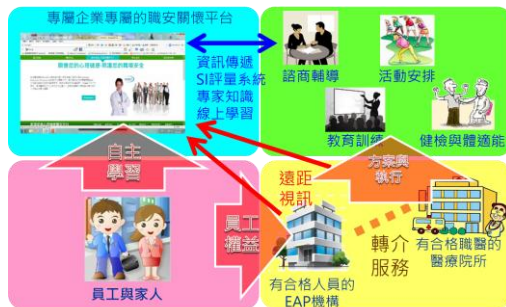 專屬企業專屬的職安關懷平台
資訊傳遞
SI評量系統
專家知識
線上學習
諮商輔導
活動安排
教育訓練
健檢與體適能
自主
學習
員工與家人
員工
權益
遠距
視訊
方案與
執行
有合格人員的
EAP機構
轉介
服務
有合格職醫的
醫療院所